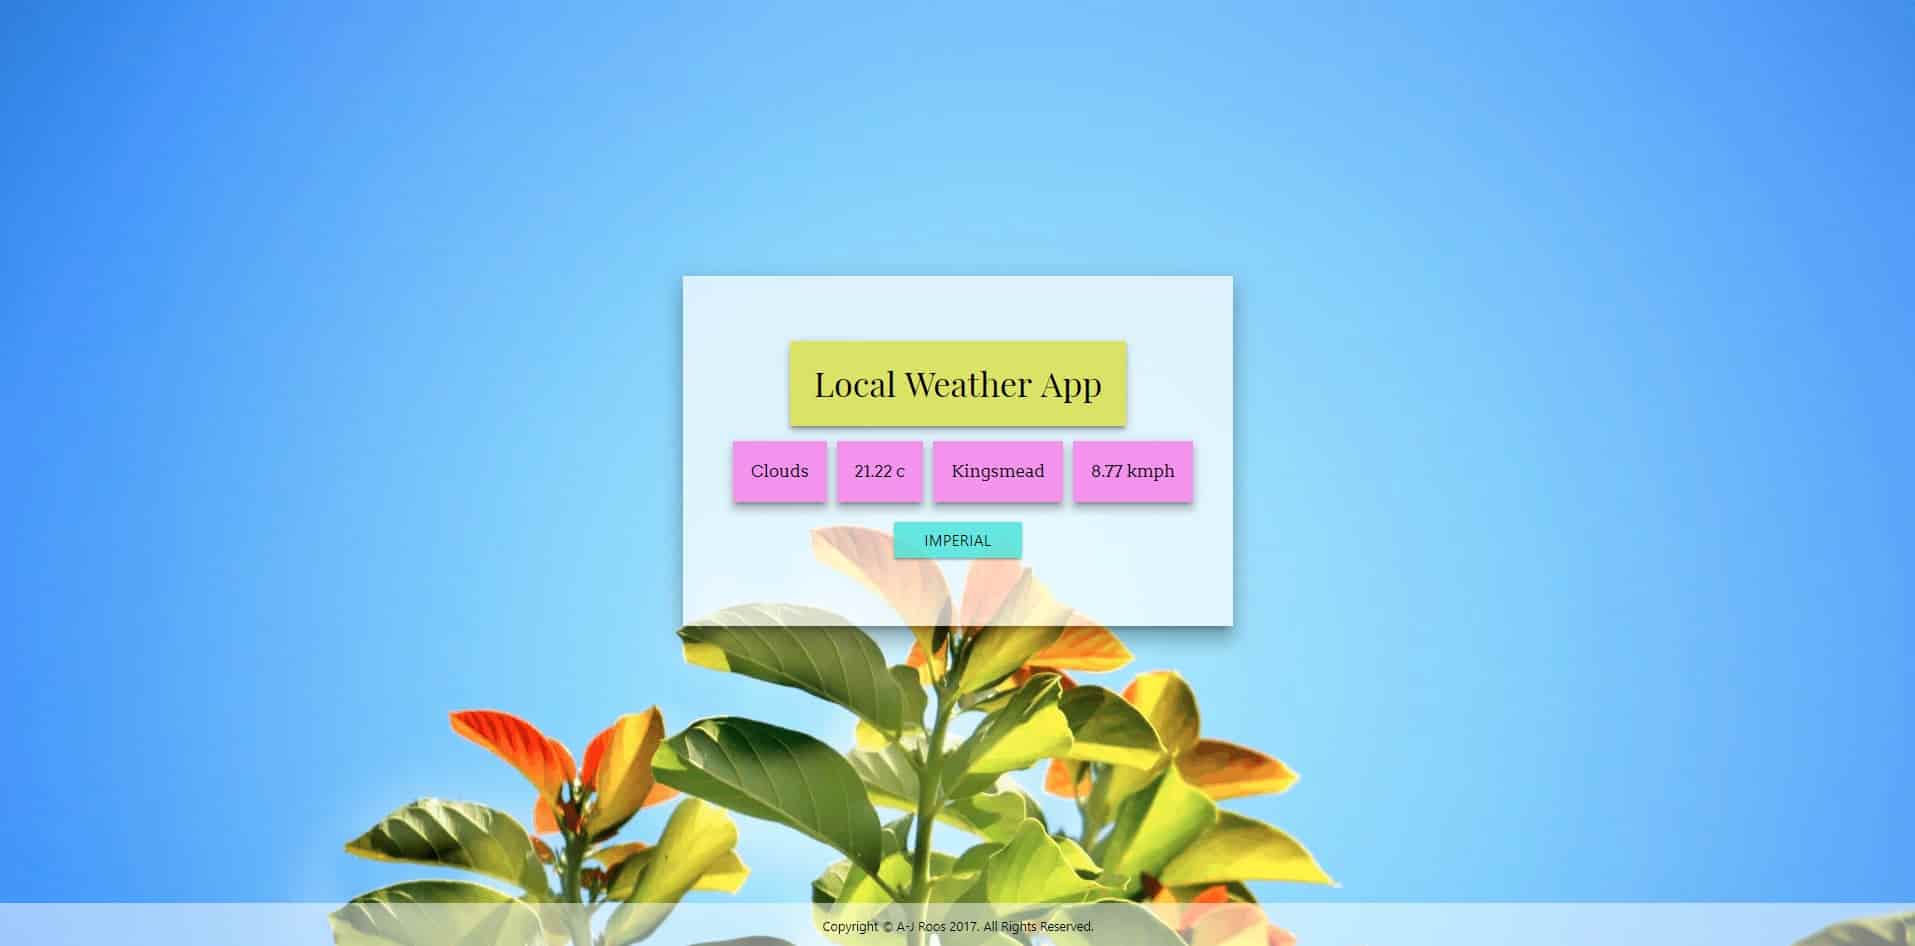 Local Weather App
Clouds 21.22 c Kingsmead 8.77 kmph
IMPERIAL
Copyright © A-J Roos 2017. All Rights Reserved.